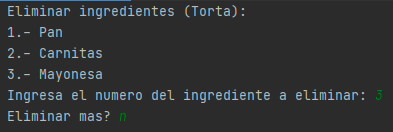 Eliminar ingredientes (Torta):
1.- Pan
2.- Carnitas
3.- Mayonesa
Ingresa el numero del ingrediente a eliminar: 3
Eliminar mas? n